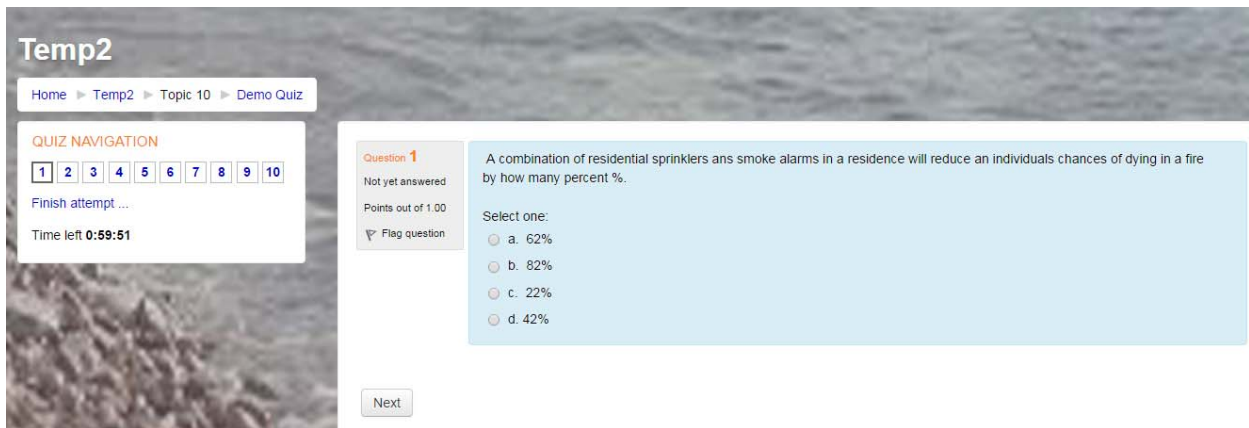 Temp2
Home ▶ Temp2 ▶ Topic 10 ▶ Demo Quiz
QUIZ NAVIGATION
1 2 3 4 5 6 7 8 9 10
Finish attempt ...
Time left 0:59:51
Question 1
Not yet answered
Points out of 1.00
Flag question
A combination of residential sprinklers ans smoke alarms in a residence will reduce an individuals chances of dying in a fire
by how many percent %.
Select one:
a. 62%
b. 82%
c. 22%
d. 42%
Next